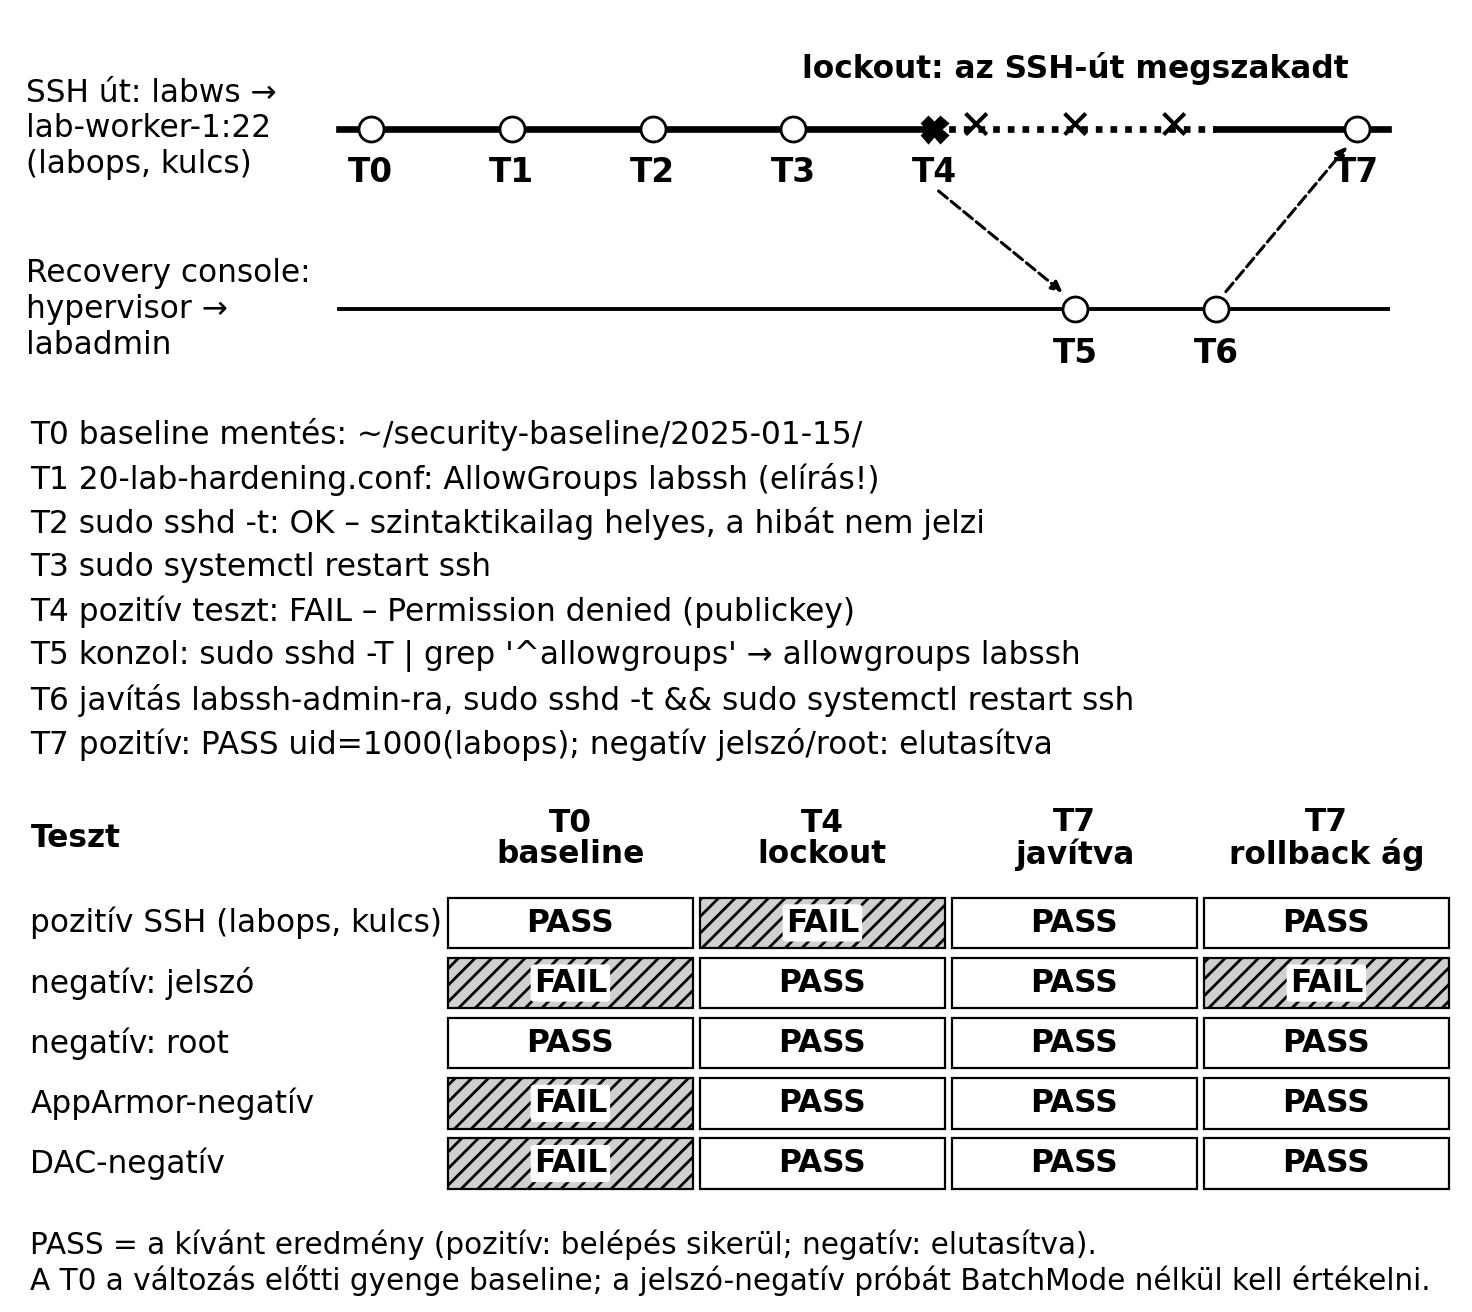 lockout: az SSH-út megszakadt
SSH út: labws →
lab-worker-1:22
(labops, kulcs)
T0 T1 T2 T3 T4 T7
Recovery console:
hypervisor →
labadmin
T5 T6
T0 baseline mentés: ~/security-baseline/2025-01-15/
T1 20-lab-hardening.conf: AllowGroups labssh (elírás!)
T2 sudo sshd -t: OK – szintaktikailag helyes, a hibát nem jelzi
T3 sudo systemctl restart ssh
T4 pozitív teszt: FAIL – Permission denied (publickey)
T5 konzol: sudo sshd -T | grep '^allowgroups' → allowgroups labssh
T6 javítás labssh-admin-ra, sudo sshd -t && sudo systemctl restart ssh
T7 pozitív: PASS uid=1000(labops); negatív jelszó/root: elutasítva
T0 T4 T7 T7
Teszt baseline lockout javítva rollback ág
pozitív SSH (labops, kulcs) PASS FAIL PASS PASS
negatív: jelszó FAIL PASS PASS FAIL
negatív: root PASS PASS PASS PASS
AppArmor-negatív FAIL PASS PASS PASS
DAC-negatív FAIL PASS PASS PASS
PASS = a kívánt eredmény (pozitív: belépés sikerül; negatív: elutasítva).
A T0 a változás előtti gyenge baseline; a jelszó-negatív próbát BatchMode nélkül kell értékelni.